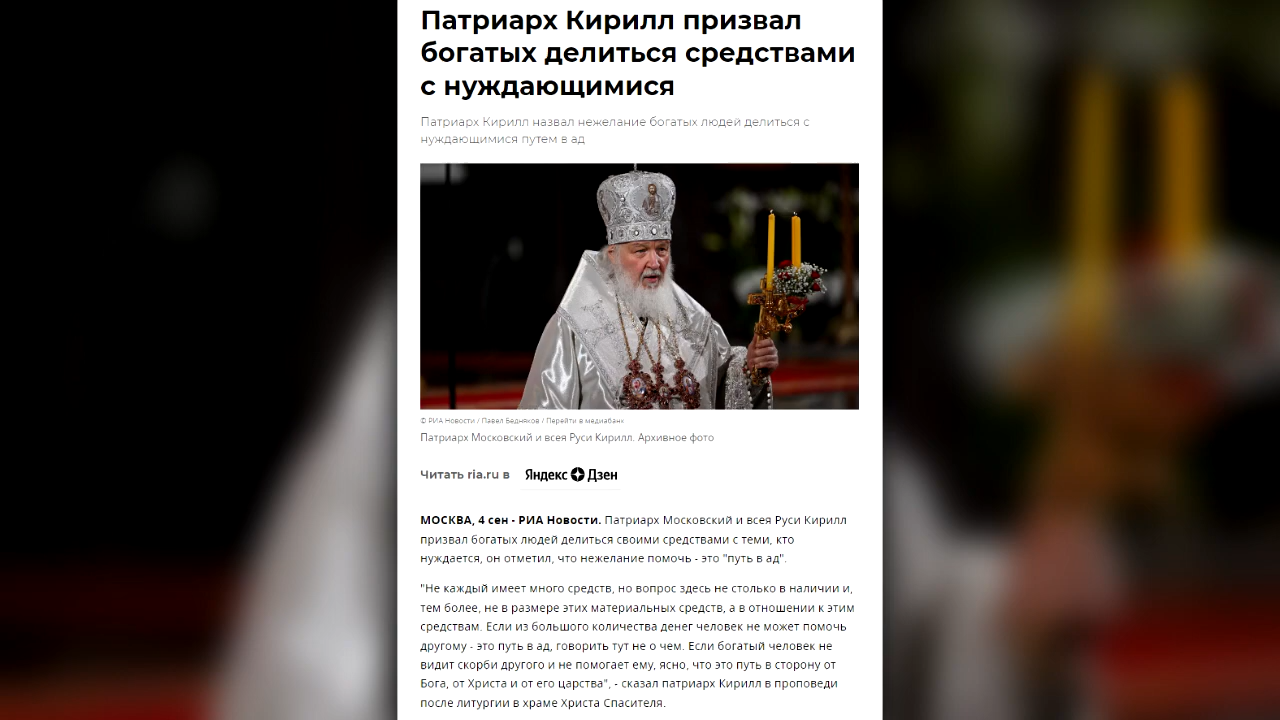 Патриарх Кирилл призвал
богатых делиться средствами
с нуждающимися
Патриарх Кирилл назвал нежелание богатых людей делиться с
нуждающимися путем в ад
© РИА Новости / Павел Бедняков / Перейти в медиабанк
Патриарх Московский и всея Руси Кирилл. Архивное фото
Читать ria.ru в Яндекс Дзен
МОСКВА, 4 сен - РИА Новости. Патриарх Московский и всея Руси Кирилл
призвал богатых людей делиться своими средствами с теми, кто
нуждается, он отметил, что нежелание помочь - это "путь в ад".
"Не каждый имеет много средств, но вопрос здесь не столько в наличии и,
тем более, не в размере этих материальных средств, а в отношении к этим
средствам. Если из большого количества денег человек не может помочь
другому - это путь в ад, говорить тут не о чем. Если богатый человек не
видит скорби другого и не помогает ему, ясно, что это путь в сторону от
Бога, от Христа и от его царства", - сказал патриарх Кирилл в проповеди
после литургии в храме Христа Спасителя.